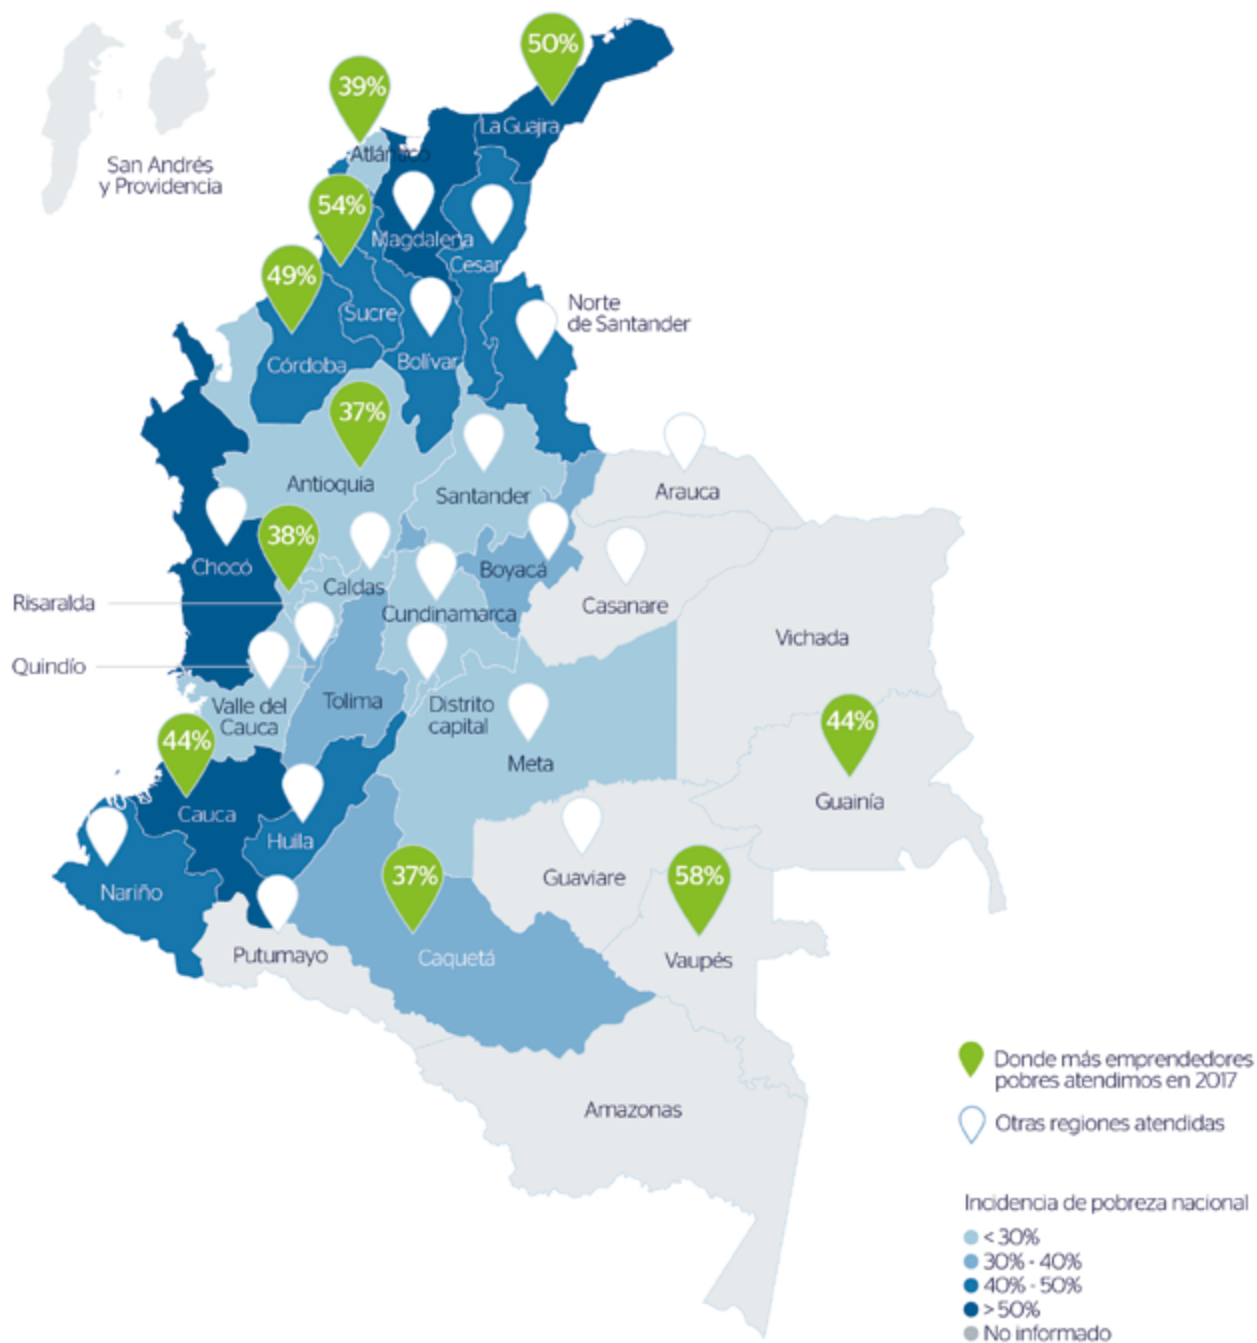 50%
39%
La Guajira
Atlántico
San Andrés
y Providencia
54%
Magdalena
Cesar
49%
Norte
de Santander
Sucre
Córdoba
Bolívar
37%
Antioquia
Santander
Arauca
38%
Chocó
Boyacá
Caldas
Risaralda
Cundinamarca
Casanare
Vichada
Quindío
Tolima
Valle del
Cauca
Distrito
capital
44%
44%
Meta
Guainía
Cauca
Huila
37%
Guaviare
58%
Nariño
Putumayo
Caquetá
Vaupés
Donde más emprendedores
pobres atendimos en 2017
Amazonas
Otras regiones atendidas
Incidencia de pobreza nacional
< 30%
30% - 40%
40% - 50%
> 50%
No informado